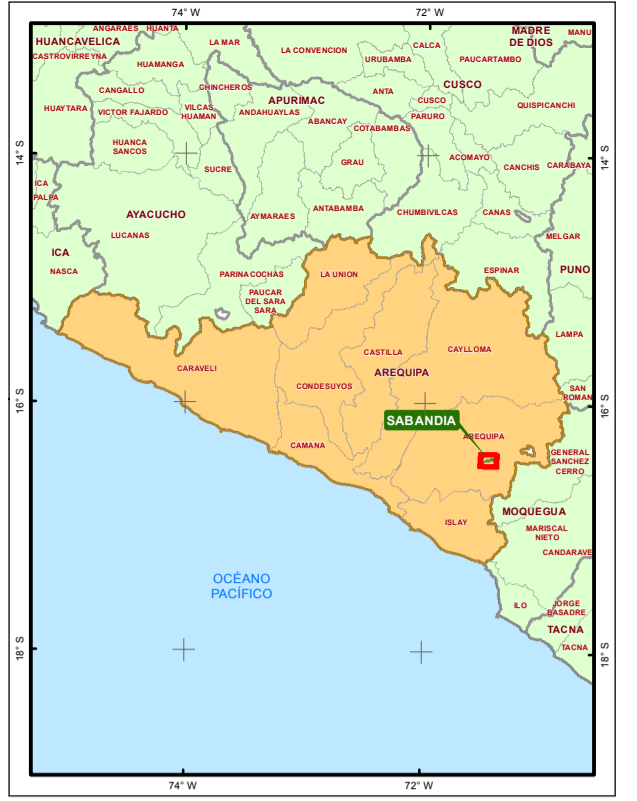 74° W
72° W
ANGARAES
HUANTA
MADRE
DE DIOS
MANU
HUANCAVELICA
LA MAR
LA CONVENCION
CALCA
CASTROVIRREYNA
HUAMANGA
URUBAMBA
PAUCARTAMBO
CANGALLO
CHINCHEROS
ANTA
CUSCO
HUAYTARA
VICTOR FAJARDO
VILCAS
HUAMAN
APURIMAC
ANDAHUAYLAS
ABANCAY
CUSCO
PARURO
QUISPICANCHI
COTABAMBAS
HUANCA
SANCOS
14° S
SUCRE
GRAU
ACOMAYO
CANCHIS
CARABAYA
14° S
ICA
PALPA
AYACUCHO
LUCANAS
AYMARAES
ANTABAMBA
CHUMBIVILCAS
CANAS
MELGAR
ICA
NASCA
PARINACOCHAS
LA UNION
ESPINAR
PUNO
PAUCAR
DEL SARA
SARA
LAMPA
CARAVELI
CASTILLA
CAYLLOMA
CONDESUYOS
AREQUIPA
SAN
ROMAN
16° S
16° S
SABANDIA
AREQUIPA
CAMANA
GENERAL
SANCHEZ
CERRO
ISLAY
MOQUEGUA
MARISCAL
NIETO
CANDARAVE
OCÉANO
PACÍFICO
ILO
JORGE
BASADRE
TACNA
TACNA
18° S
18° S
74° W
72° W